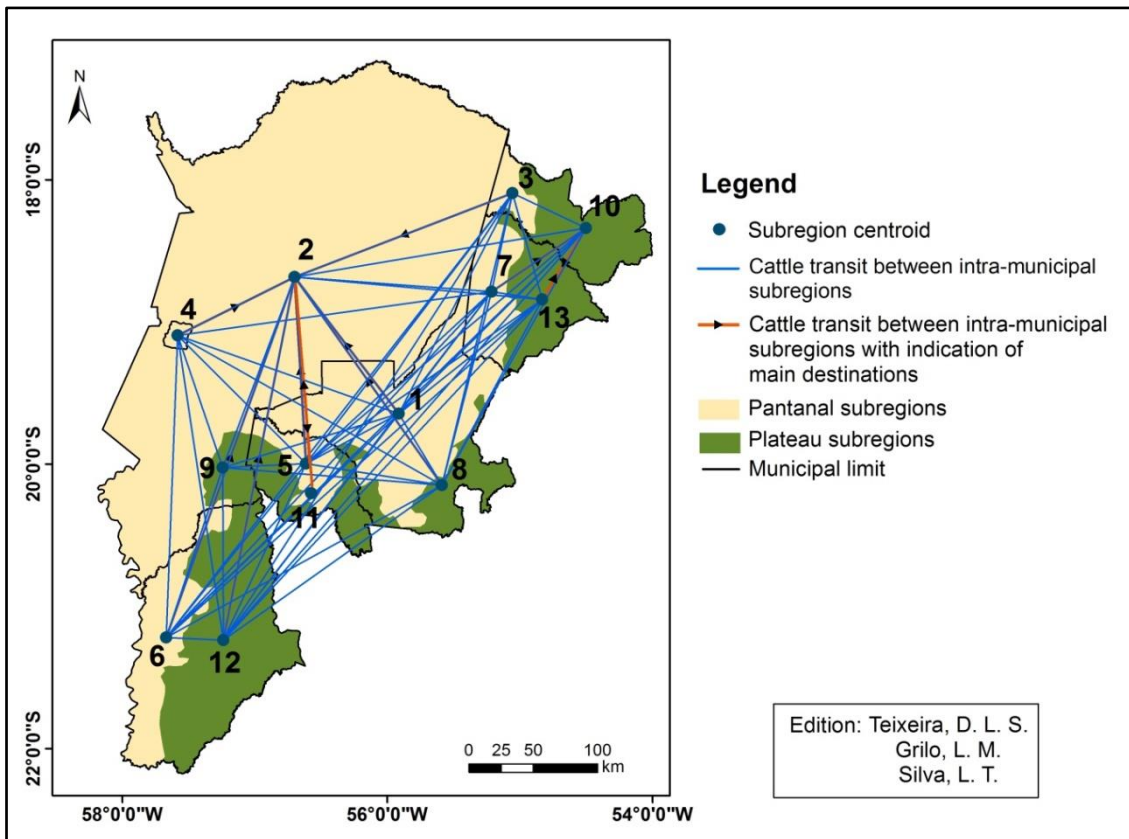 N
18°0'0"S
20°0'0"S
22°0'0"S
3
10
2
7
4
13
1
9
5
8
11
6
12
0 25 50 100
km
58°0'0"W 56°0'0"W 54°0'0"W
Legend
Subregion centroid
Cattle transit between intra-municipal
subregions
Cattle transit between intra-municipal
subregions with indication of
main destinations
Pantanal subregions
Plateau subregions
Municipal limit
Edition: Teixeira, D. L. S.
Grilo, L. M.
Silva, L. T.